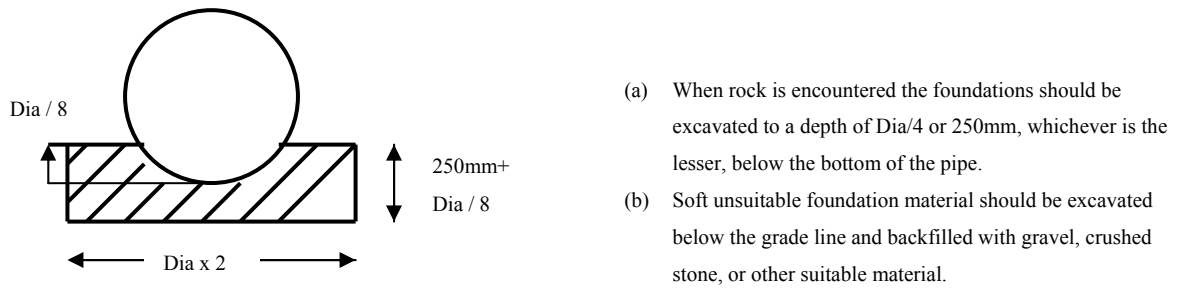 Dia / 8
250mm+
Dia / 8
Dia x 2
(a) When rock is encountered the foundations should be
excavated to a depth of Dia/4 or 250mm, whichever is the
lesser, below the bottom of the pipe.
(b) Soft unsuitable foundation material should be excavated
below the grade line and backfilled with gravel, crushed
stone, or other suitable material.